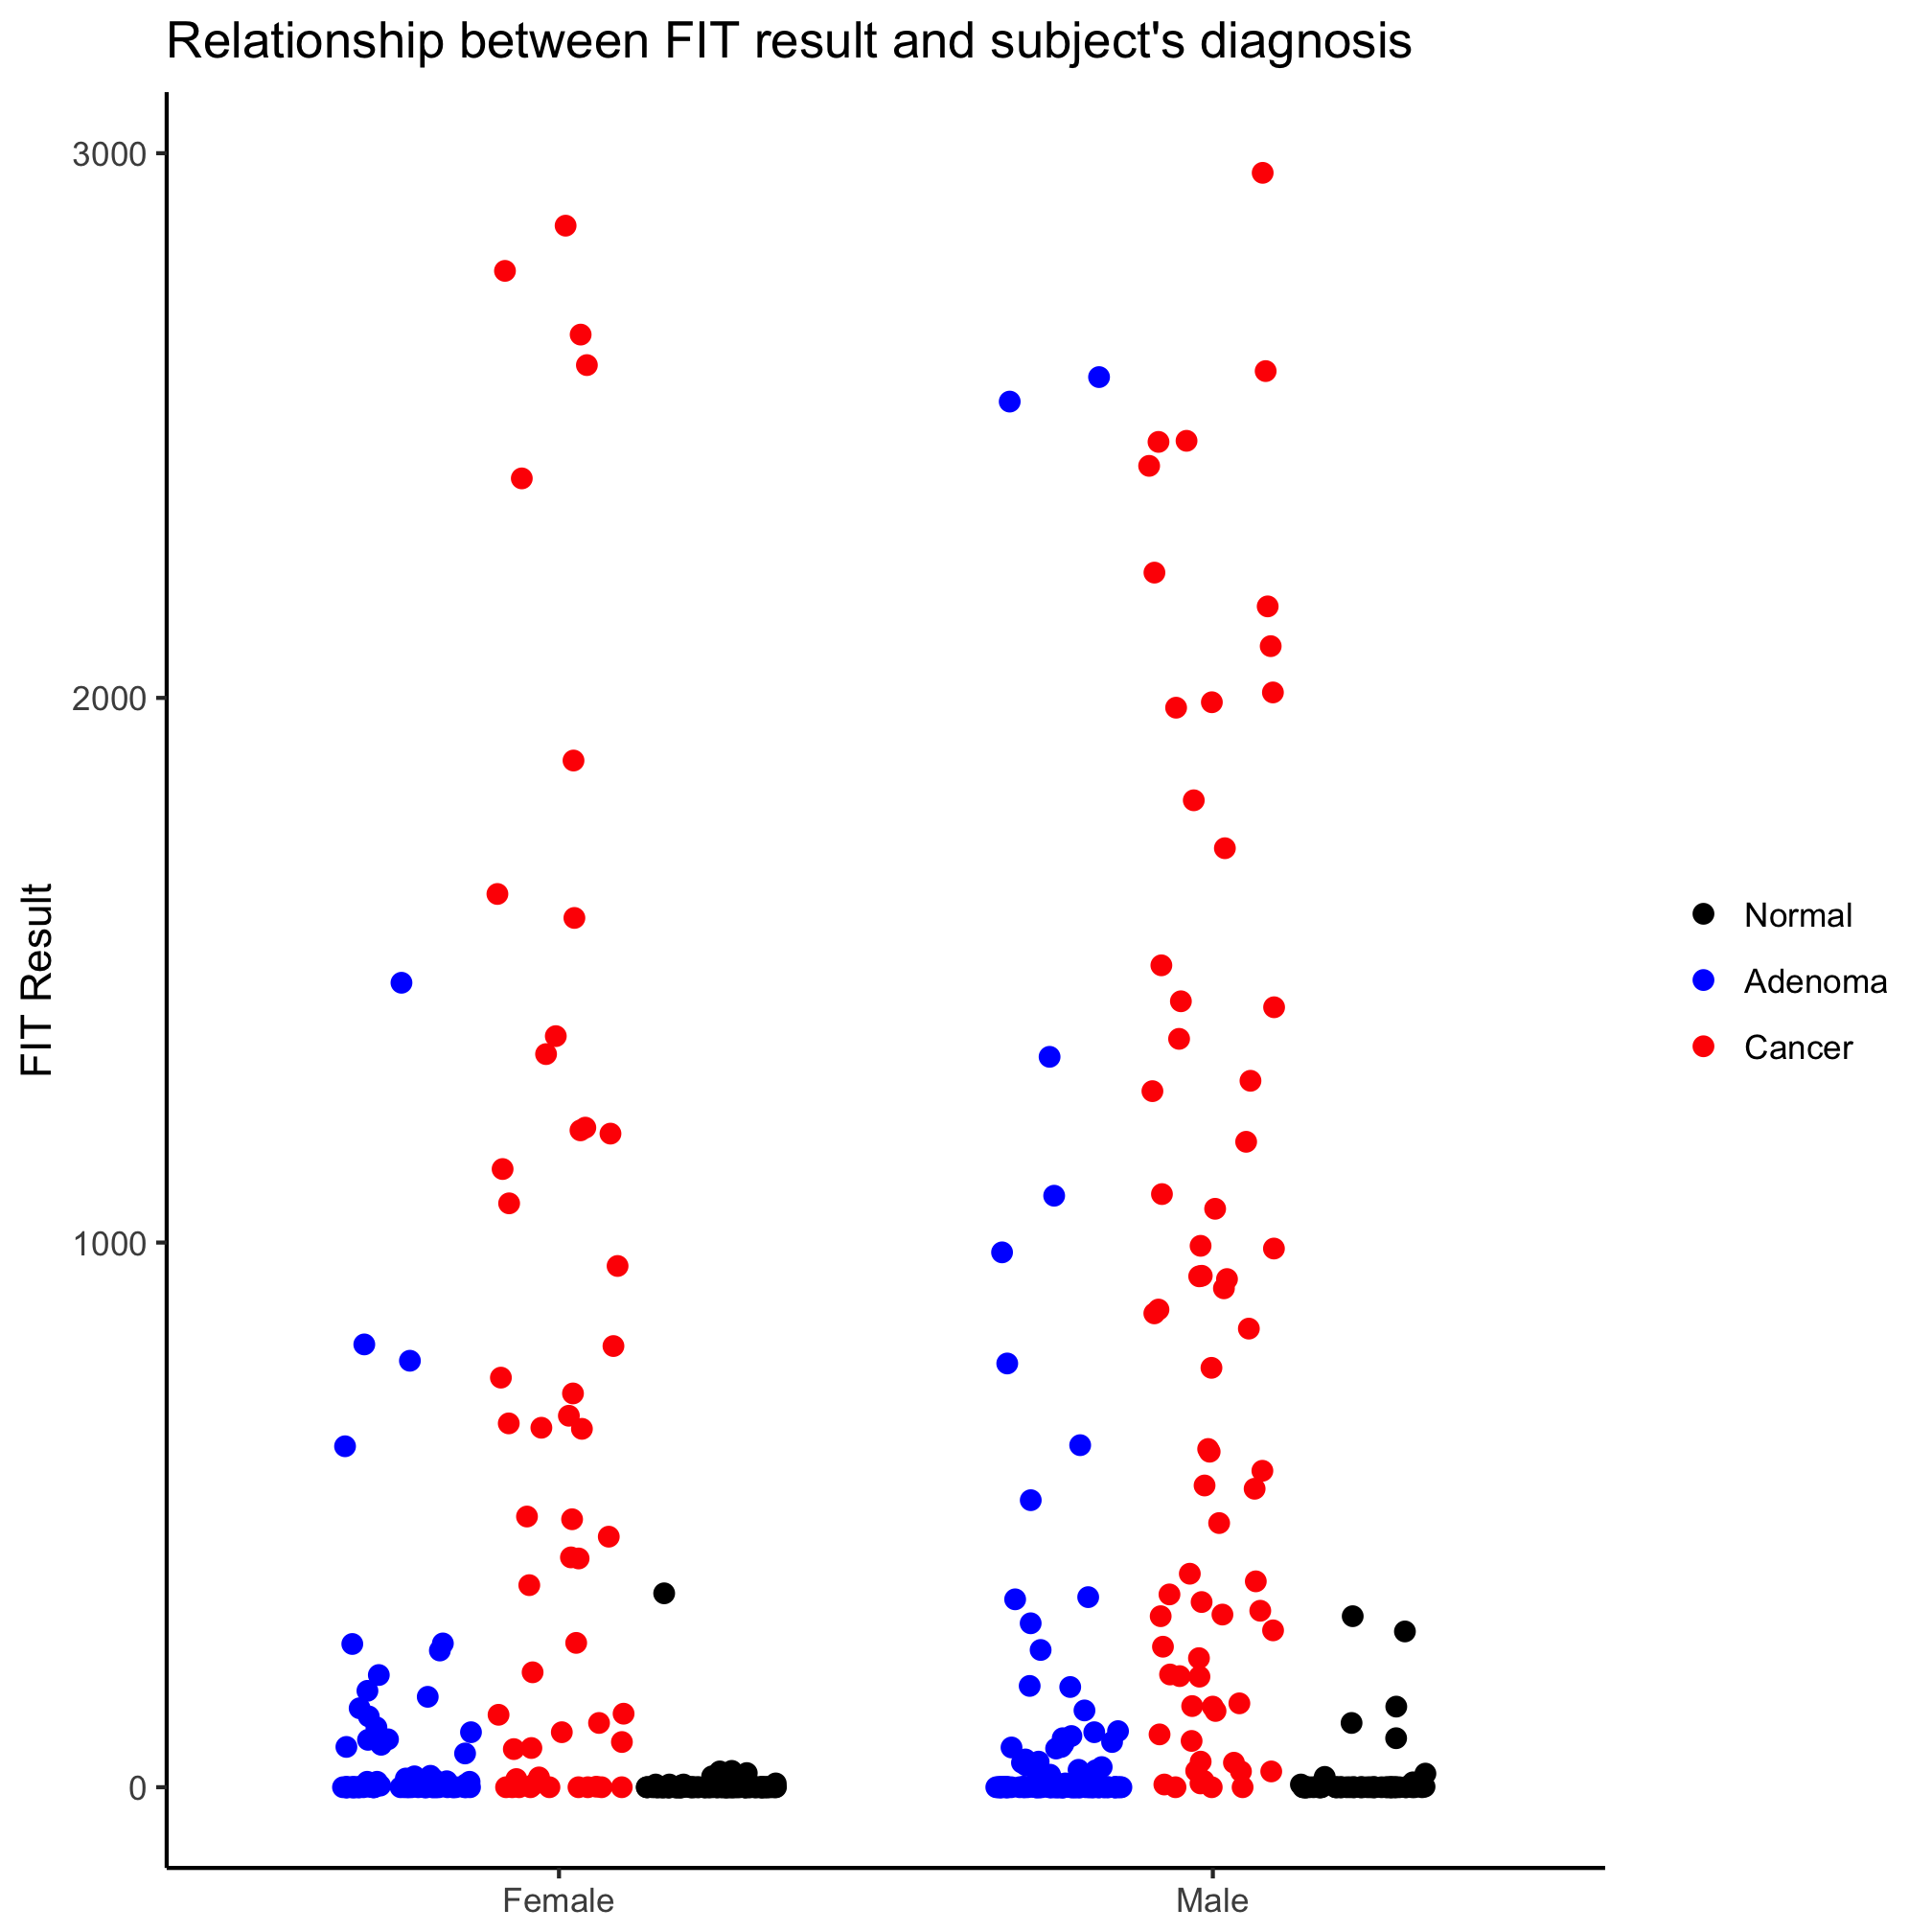 Relationship between FIT result and subject's diagnosis
3000
2000
1000
0
FIT Result
Female
Male
Normal
Adenoma
Cancer